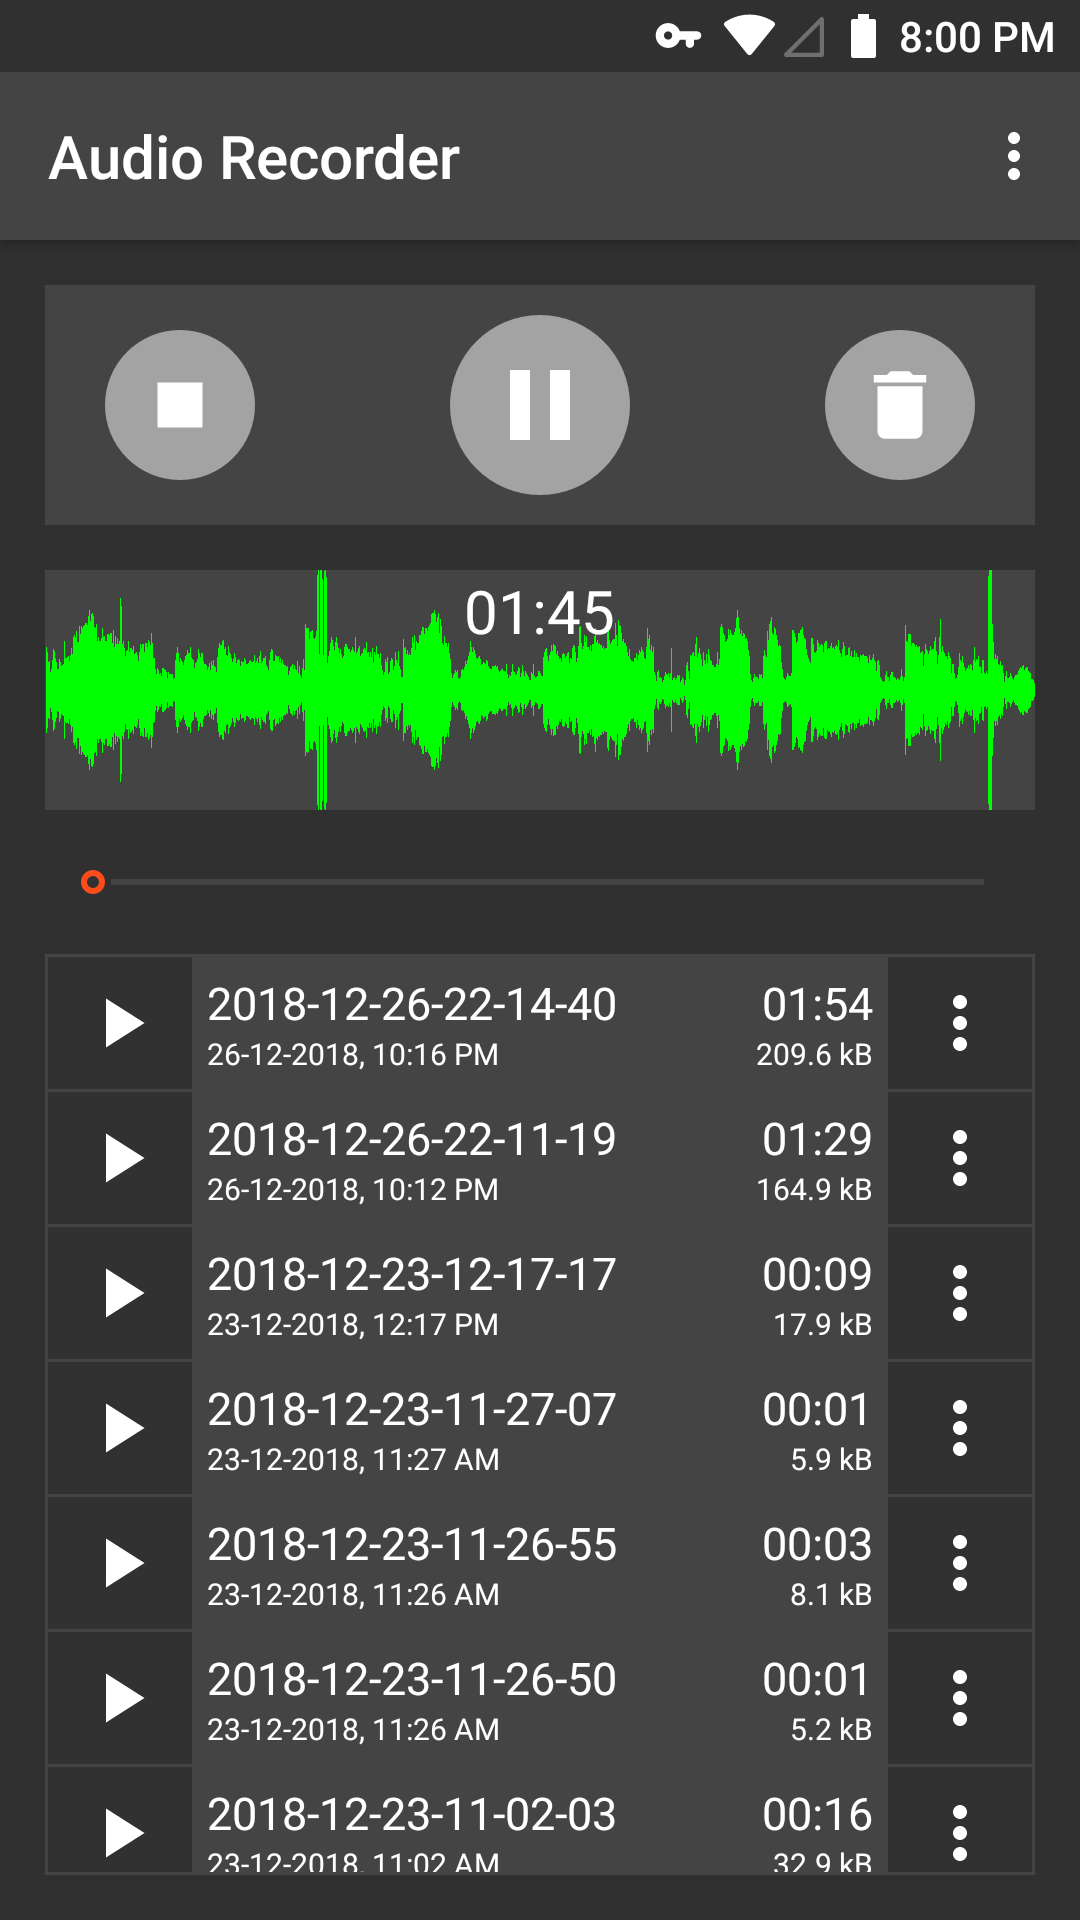 8:00 PM
Audio Recorder
01:45
2018-12-26-22-14-40 01:54
26-12-2018, 10:16 PM 209.6 kB
2018-12-26-22-11-19 01:29
26-12-2018, 10:12 PM 164.9 kB
2018-12-23-12-17-17 00:09
23-12-2018, 12:17 PM 17.9 kB
2018-12-23-11-27-07 00:01
23-12-2018, 11:27 AM 5.9 kB
2018-12-23-11-26-55 00:03
23-12-2018, 11:26 AM 8.1 kB
2018-12-23-11-26-50 00:01
23-12-2018, 11:26 AM 5.2 kB
2018-12-23-11-02-03 00:16
23-12-2018, 11:02 AM 32.9 kB